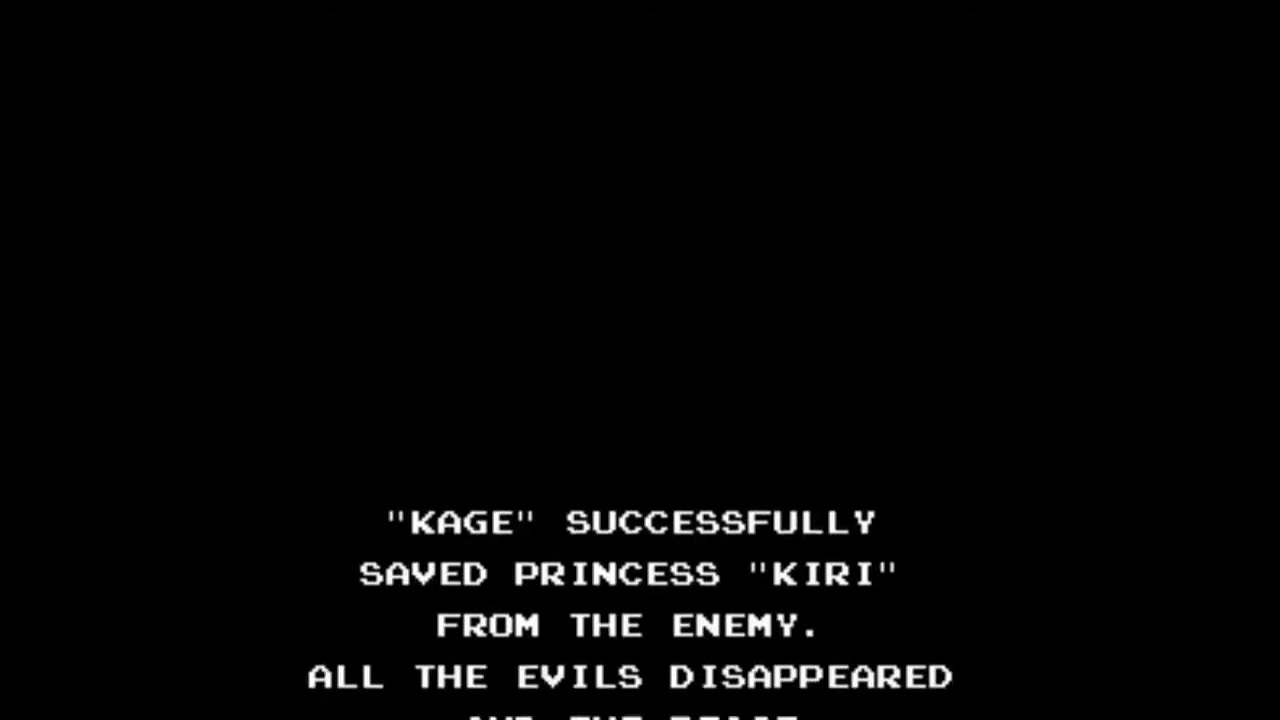 "KAGE" SUCCESSFULLY
SAVED PRINCESS "KIRI"
FROM THE ENEMY.
ALL THE EVILS DISAPPEARED